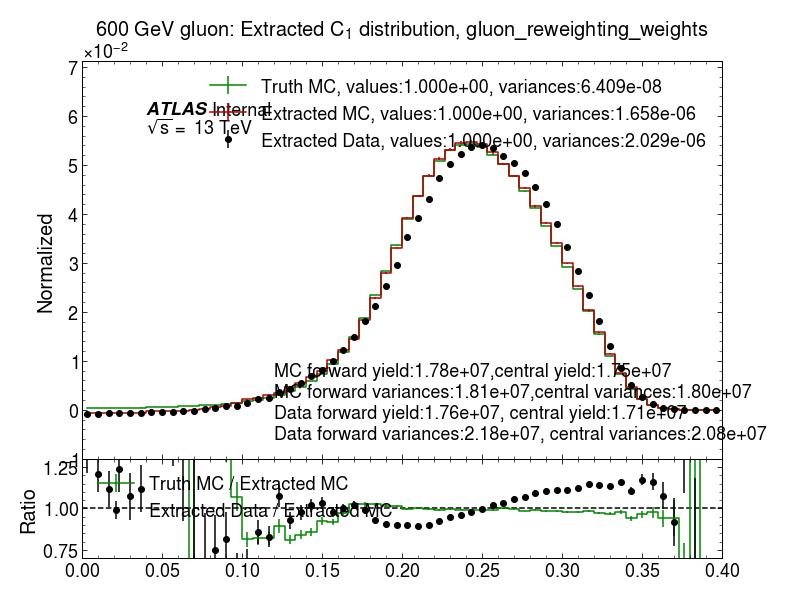 600 GeV gluon: Extracted C₁ distribution, gluon_reweighting_weights
×10⁻²
Truth MC, values:1.000e+00, variances:6.409e-08
ATLAS Internal
Extracted MC, values:1.000e+00, variances:1.658e-06
√s = 13 TeV
Extracted Data, values:1.000e+00, variances:2.029e-06
7
6
5
4
3
2
1
0
-1
Normalized
MC forward yield:1.78e+07,central yield:1.75e+07
MC forward variances:1.81e+07,central variances:1.80e+07
Data forward yield:1.76e+07, central yield:1.71e+07
Data forward variances:2.18e+07, central variances:2.08e+07
1.25
1.00
0.75
Ratio
Truth MC / Extracted MC
Extracted Data / Extracted MC
0.00 0.05 0.10 0.15 0.20 0.25 0.30 0.35 0.40